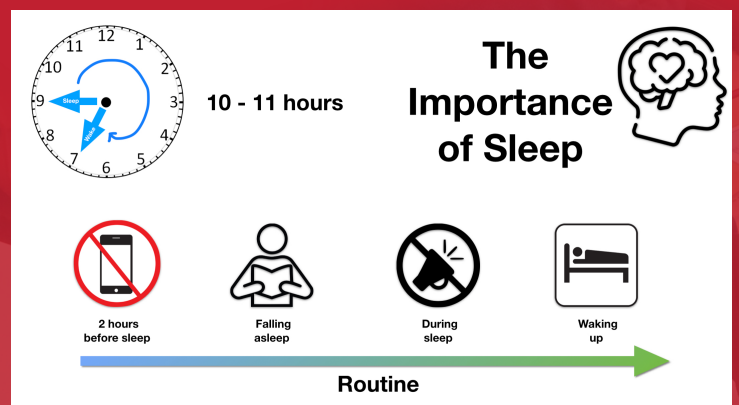 12
11
1
10
2
9
Sleep
3
8
Wake
4
7
6
5
10 - 11 hours
The
Importance
of Sleep
2 hours
before sleep
Falling
asleep
During
sleep
Waking
up
Routine